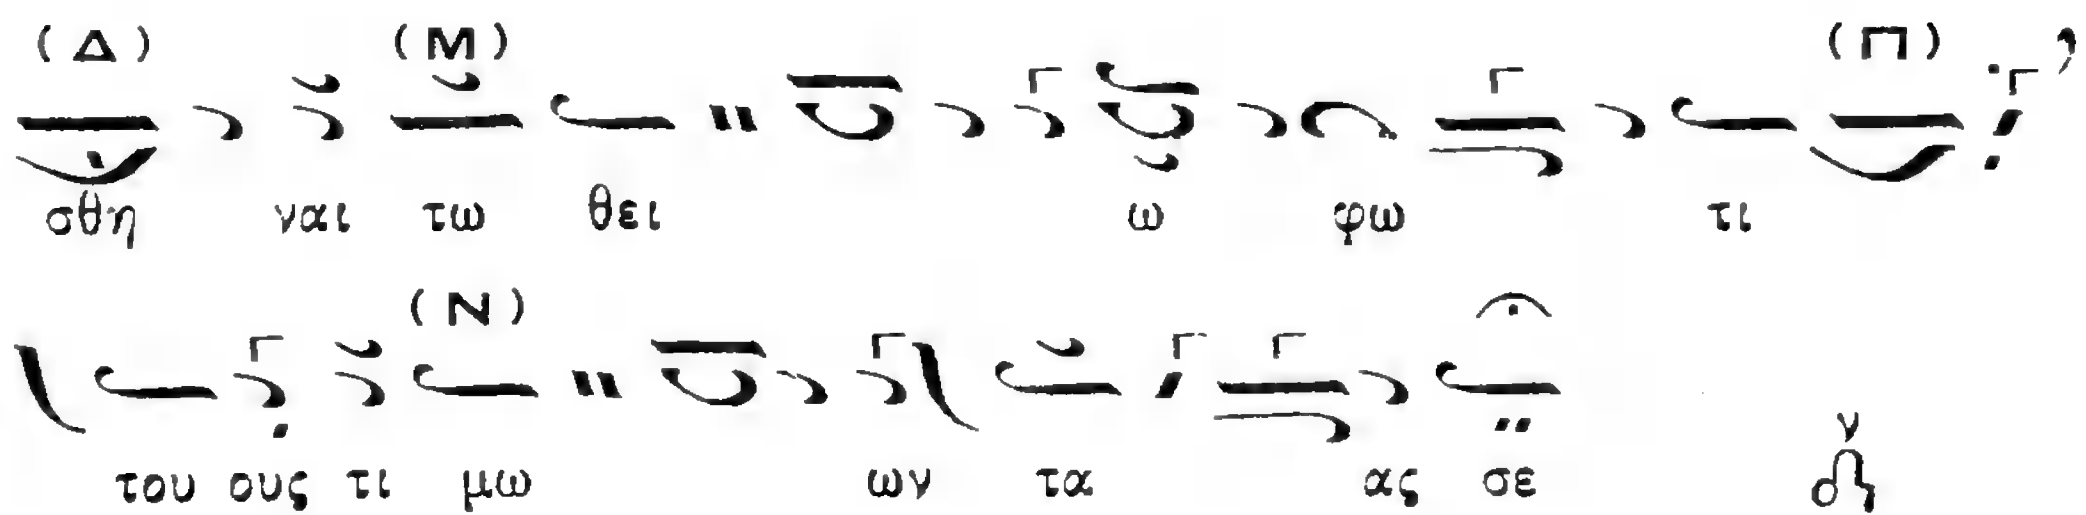 (Δ) (Μ) (Π)
σθη ναι τω θει ω φω τι
(Ν)
του ους τι μω ων τα ας σε ν